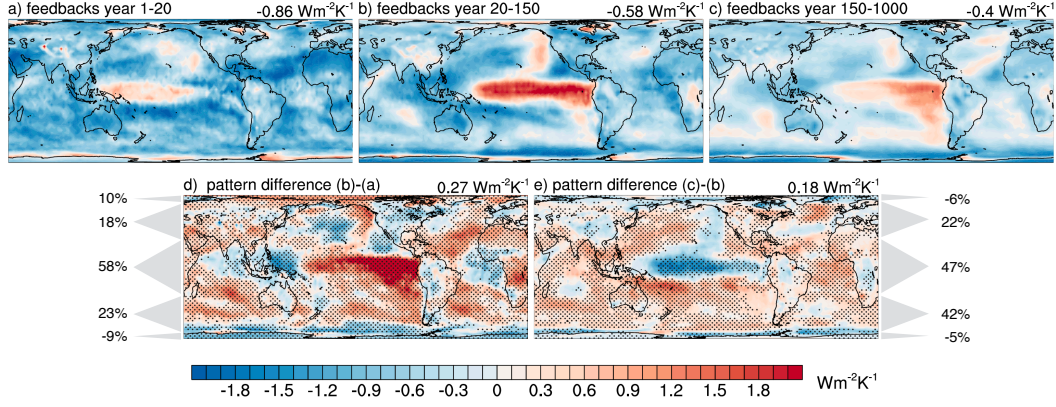 a) feedbacks year 1-20 -0.86 Wm⁻²K⁻¹ b) feedbacks year 20-150 -0.58 Wm⁻²K⁻¹ c) feedbacks year 150-1000 -0.4 Wm⁻²K⁻¹
d) pattern difference (b)-(a) 0.27 Wm⁻²K⁻¹ e) pattern difference (c)-(b) 0.18 Wm⁻²K⁻¹
10% -6%
18% 22%
58% 47%
23% 42%
-9% -5%
-1.8 -1.5 -1.2 -0.9 -0.6 -0.3 0 0.3 0.6 0.9 1.2 1.5 1.8 Wm⁻²K⁻¹